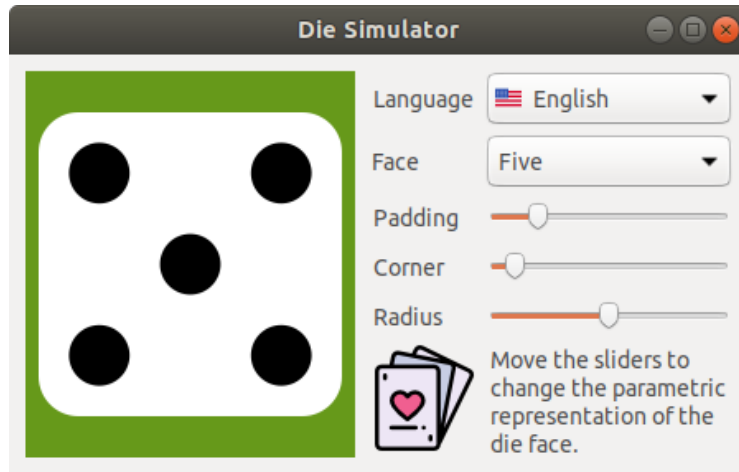 Die Simulator
Language
English
Face
Five
Padding
Corner
Radius
Move the sliders to
change the parametric
representation of the
die face.